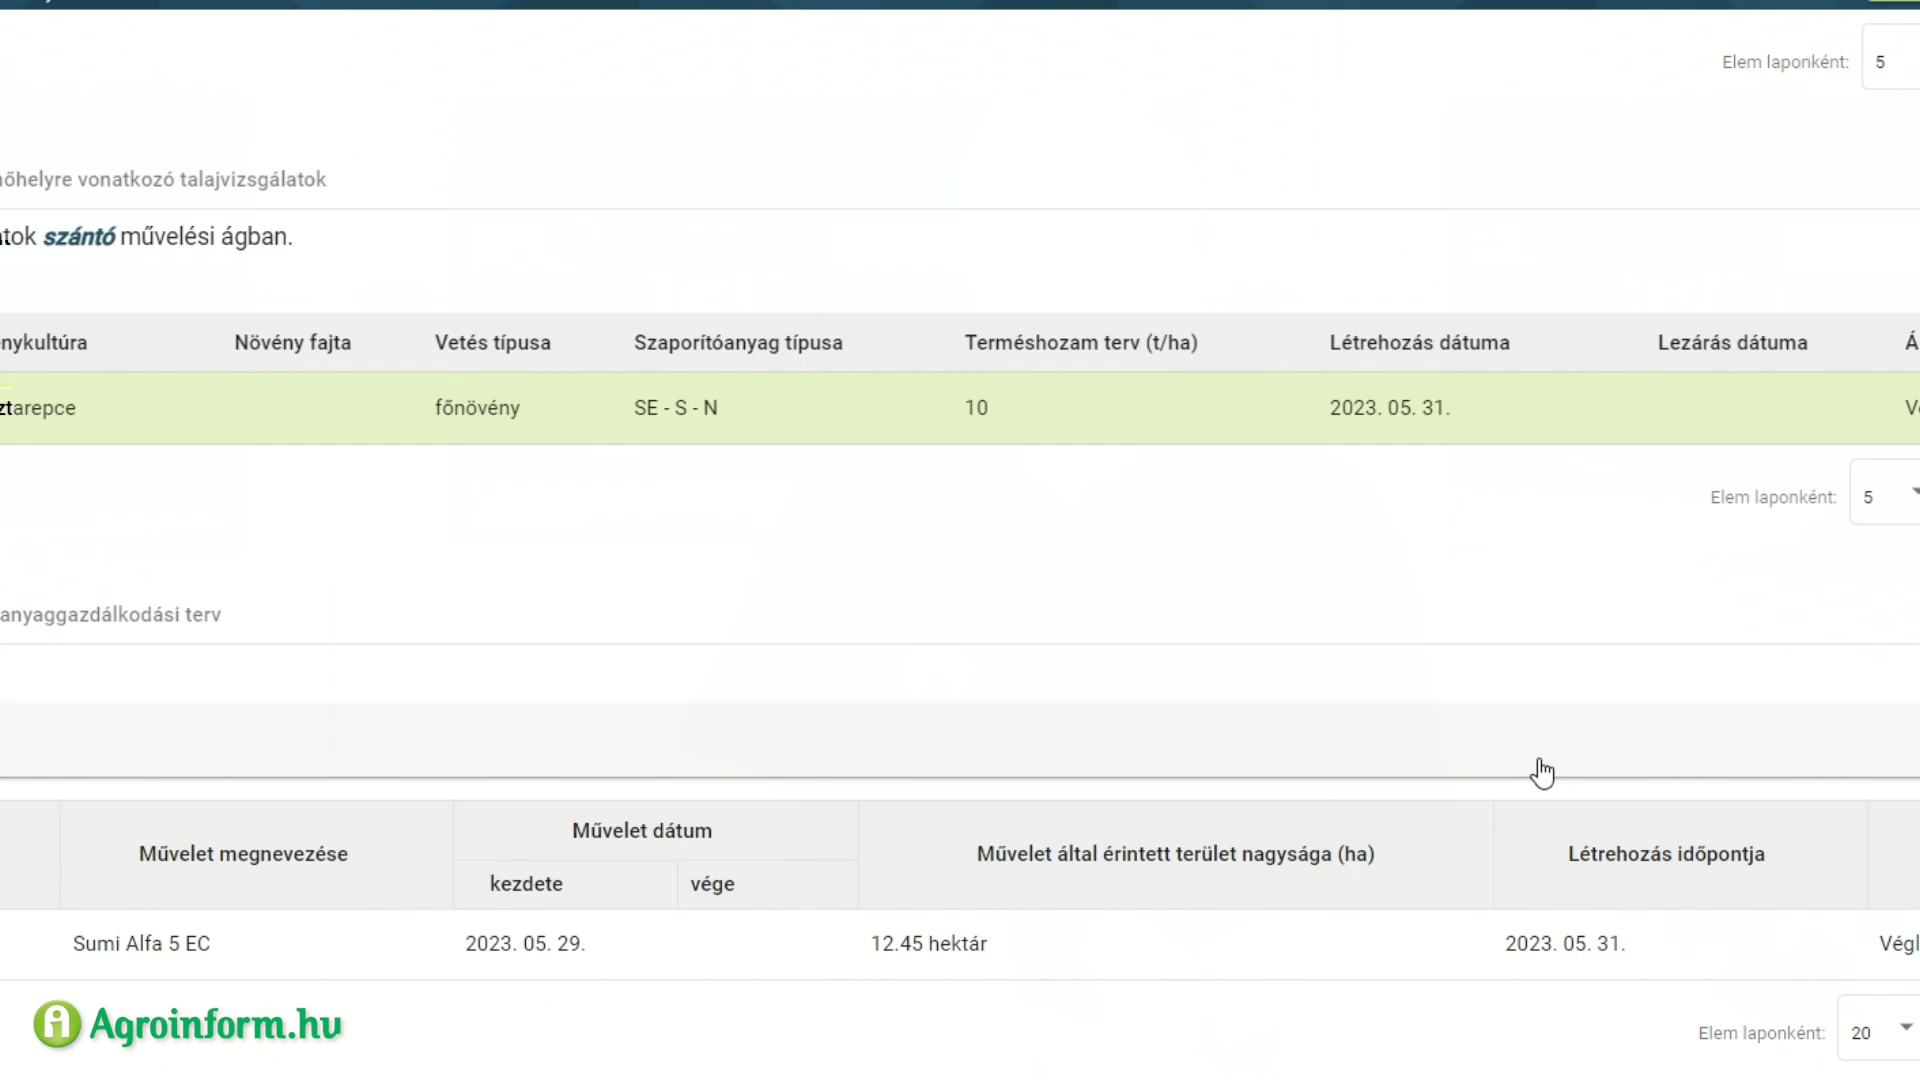 Elem laponként: 5
nőhelyre vonatkozó talajvizsgálatok
tok szántó művelési ágban.
nykultúra Növény fajta Vetés típusa Szaporítóanyag típusa Terméshozam terv (t/ha) Létrehozás dátuma Lezárás dátuma Á
ztarepce főnövény SE - S - N 10 2023. 05. 31. V
Elem laponként: 5
anyaggazdálkodási terv
Művelet megnevezése Művelet dátum Művelet által érintett terület nagysága (ha) Létrehozás időpontja
kezdete vége
Sumi Alfa 5 EC 2023. 05. 29. 12.45 hektár 2023. 05. 31. Végl
Agroinform.hu
Elem laponként: 20